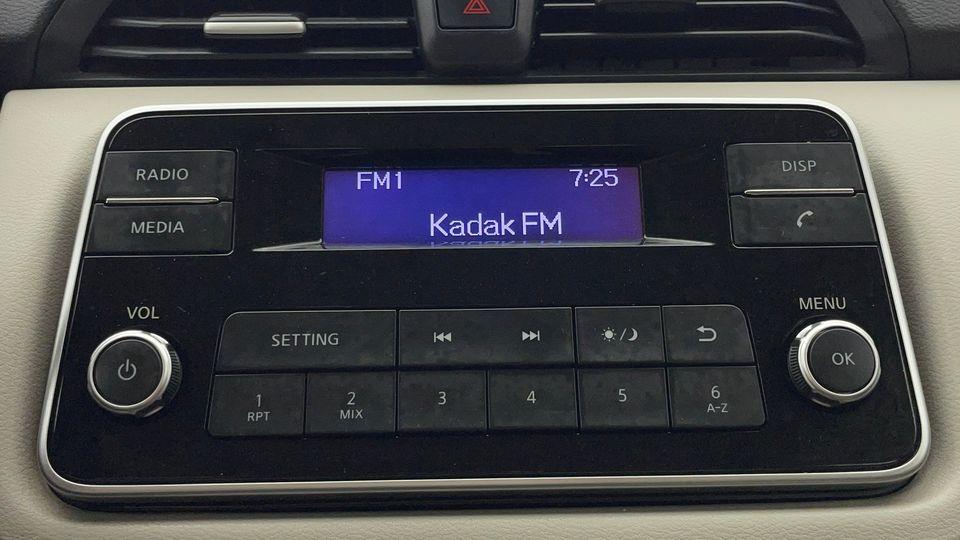 RADIO
MEDIA
FM1 7:25
Kadak FM
DISP
VOL
MENU
SETTING
OK
1 2 3 4 5 6
RPT MIX A-Z